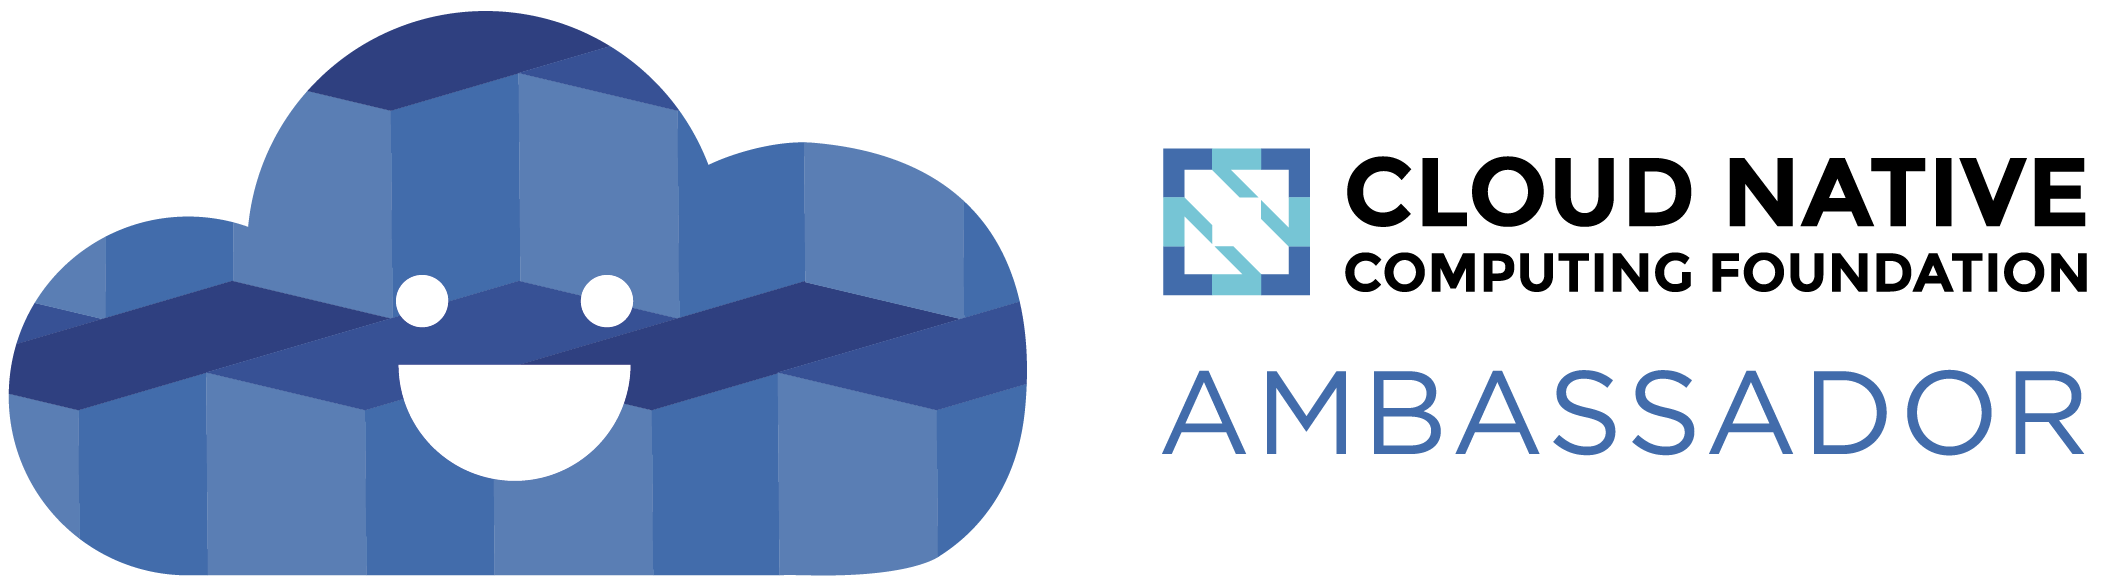 CLOUD NATIVE
COMPUTING FOUNDATION
AMBASSADOR